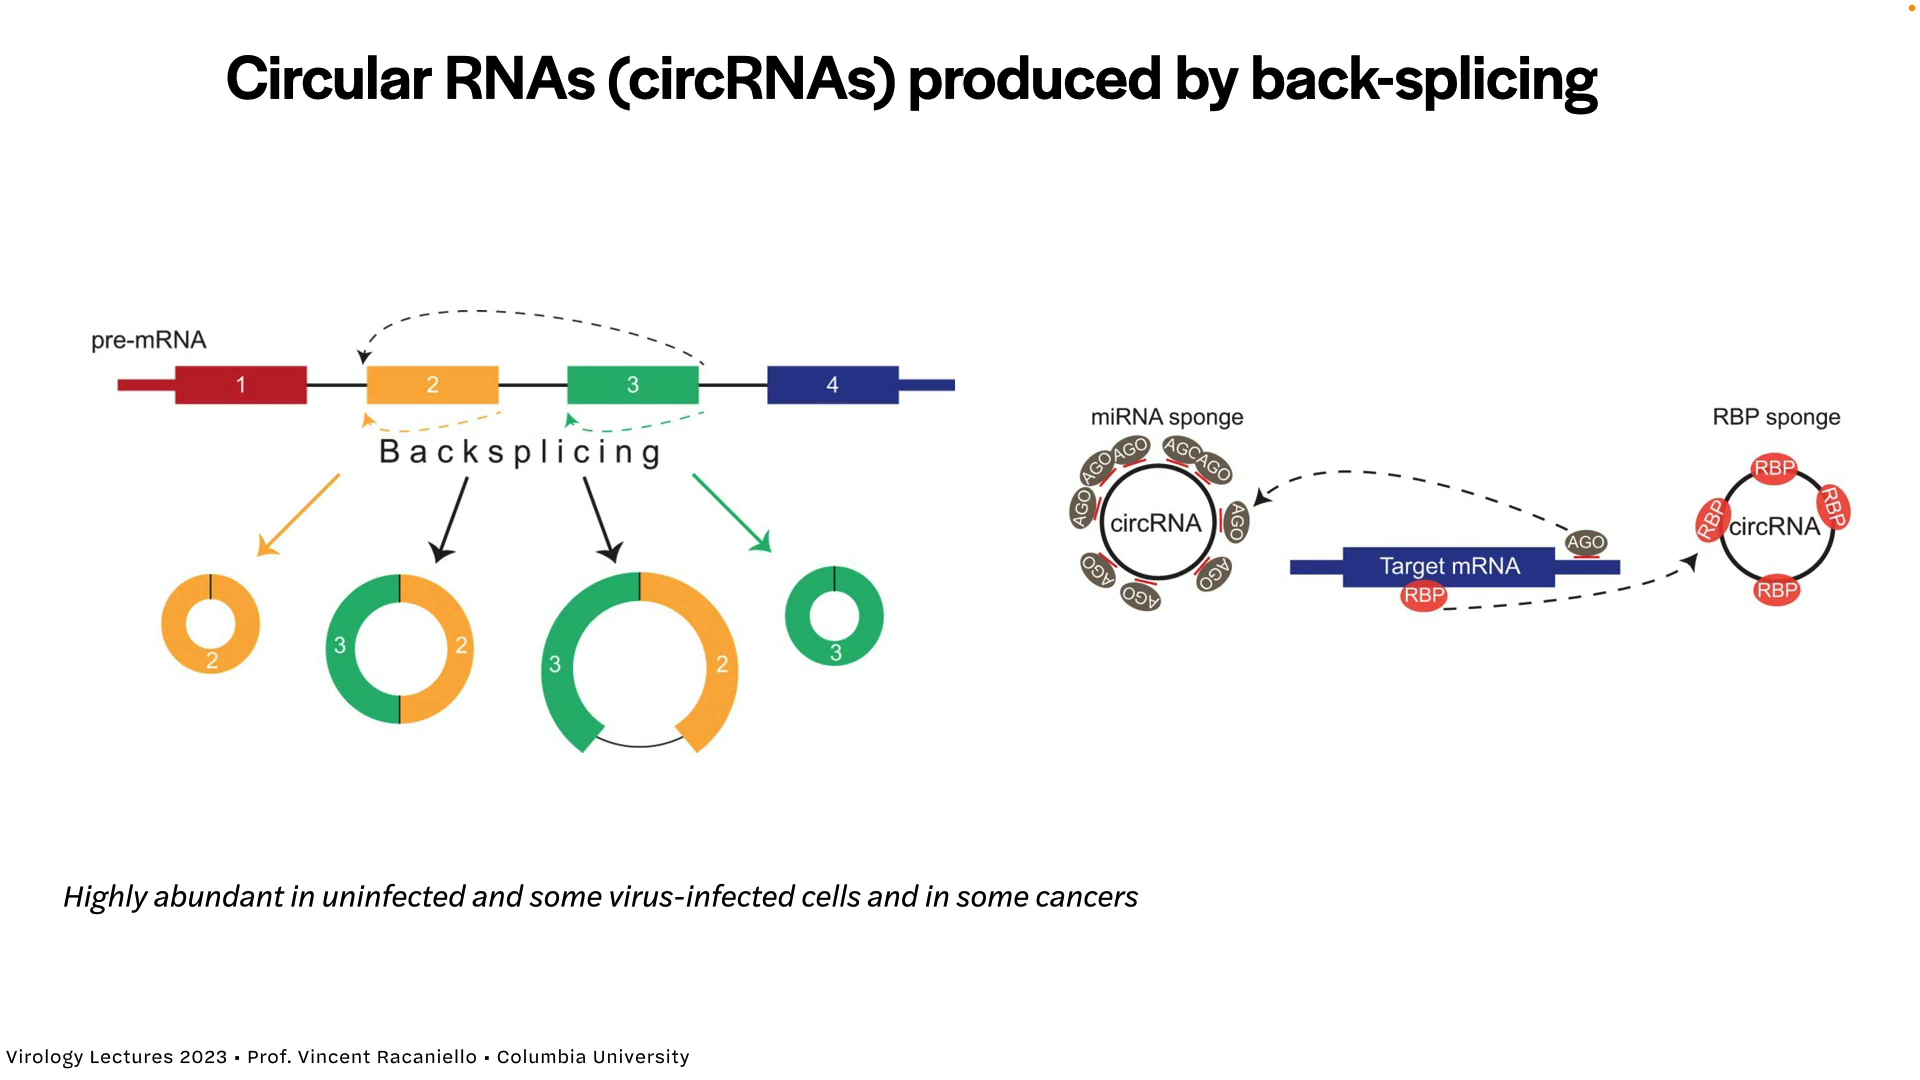 Circular RNAs (circRNAs) produced by back-splicing
pre-mRNA
1 2 3 4
Backsplicing
2
3 2
3 2
3
miRNA sponge
AGO AGO AGC AGO
AGO AGO
AGO AGO
AGO
circRNA
AGO
Target mRNA
RBP
RBP sponge
RBP
RBP RBP
circRNA
RBP
Highly abundant in uninfected and some virus-infected cells and in some cancers
Virology Lectures 2023 • Prof. Vincent Racaniello • Columbia University